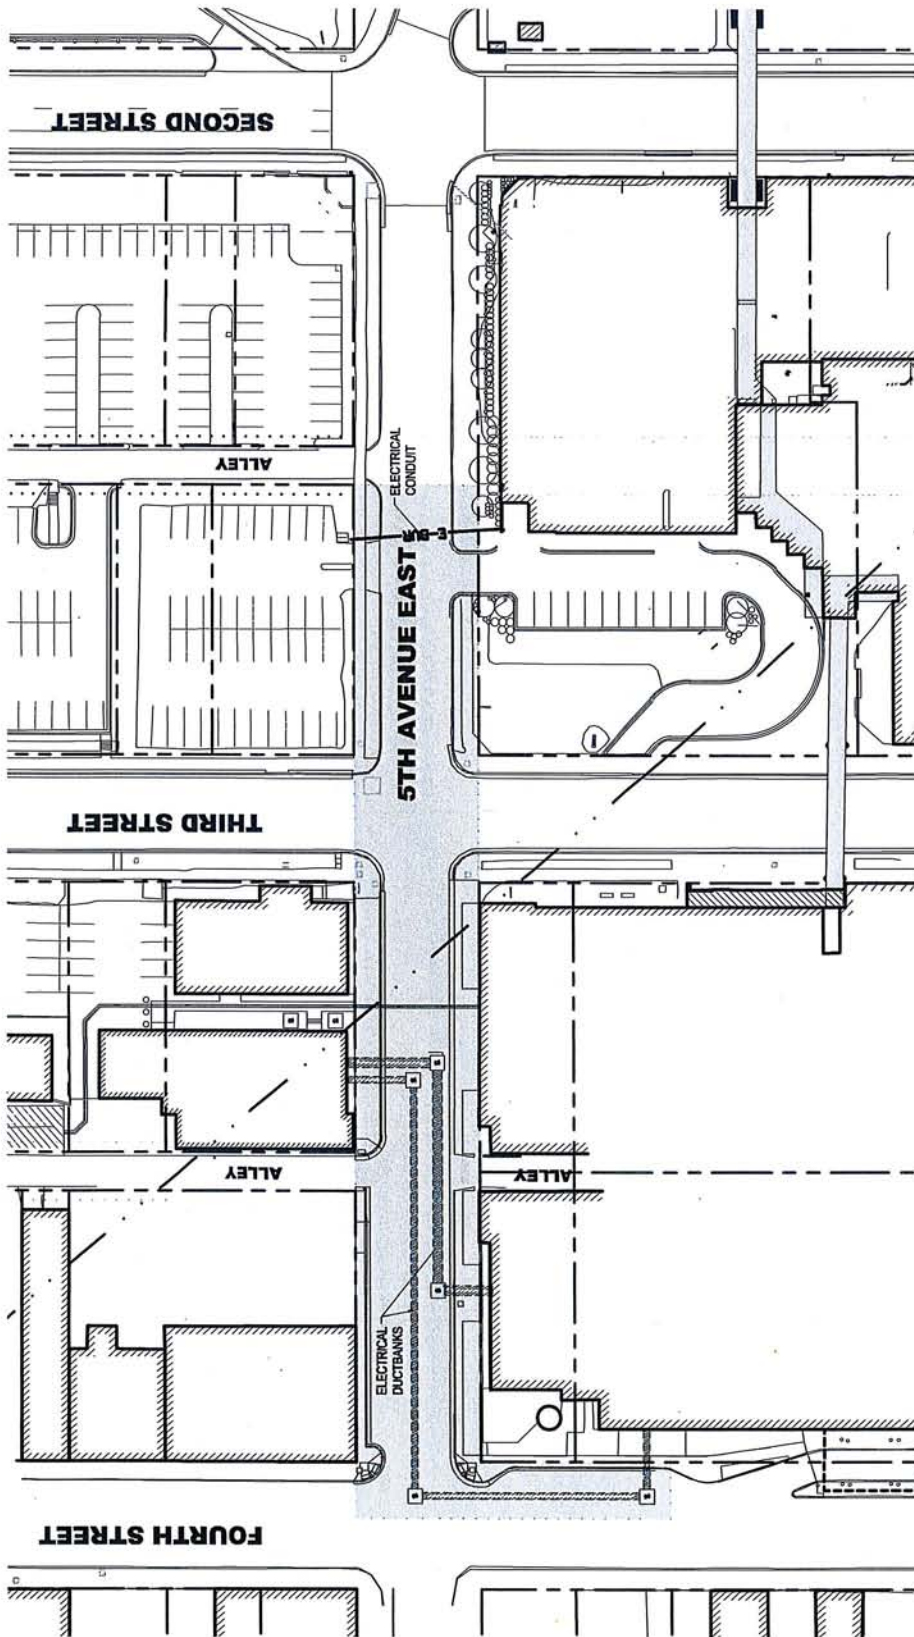 SECOND STREET
ALLEY
ELECTRICAL
CONDUIT
5TH AVENUE EAST
THIRD STREET
ALLEY
ALLEY
ELECTRICAL
DUCTBANKS
FOURTH STREET